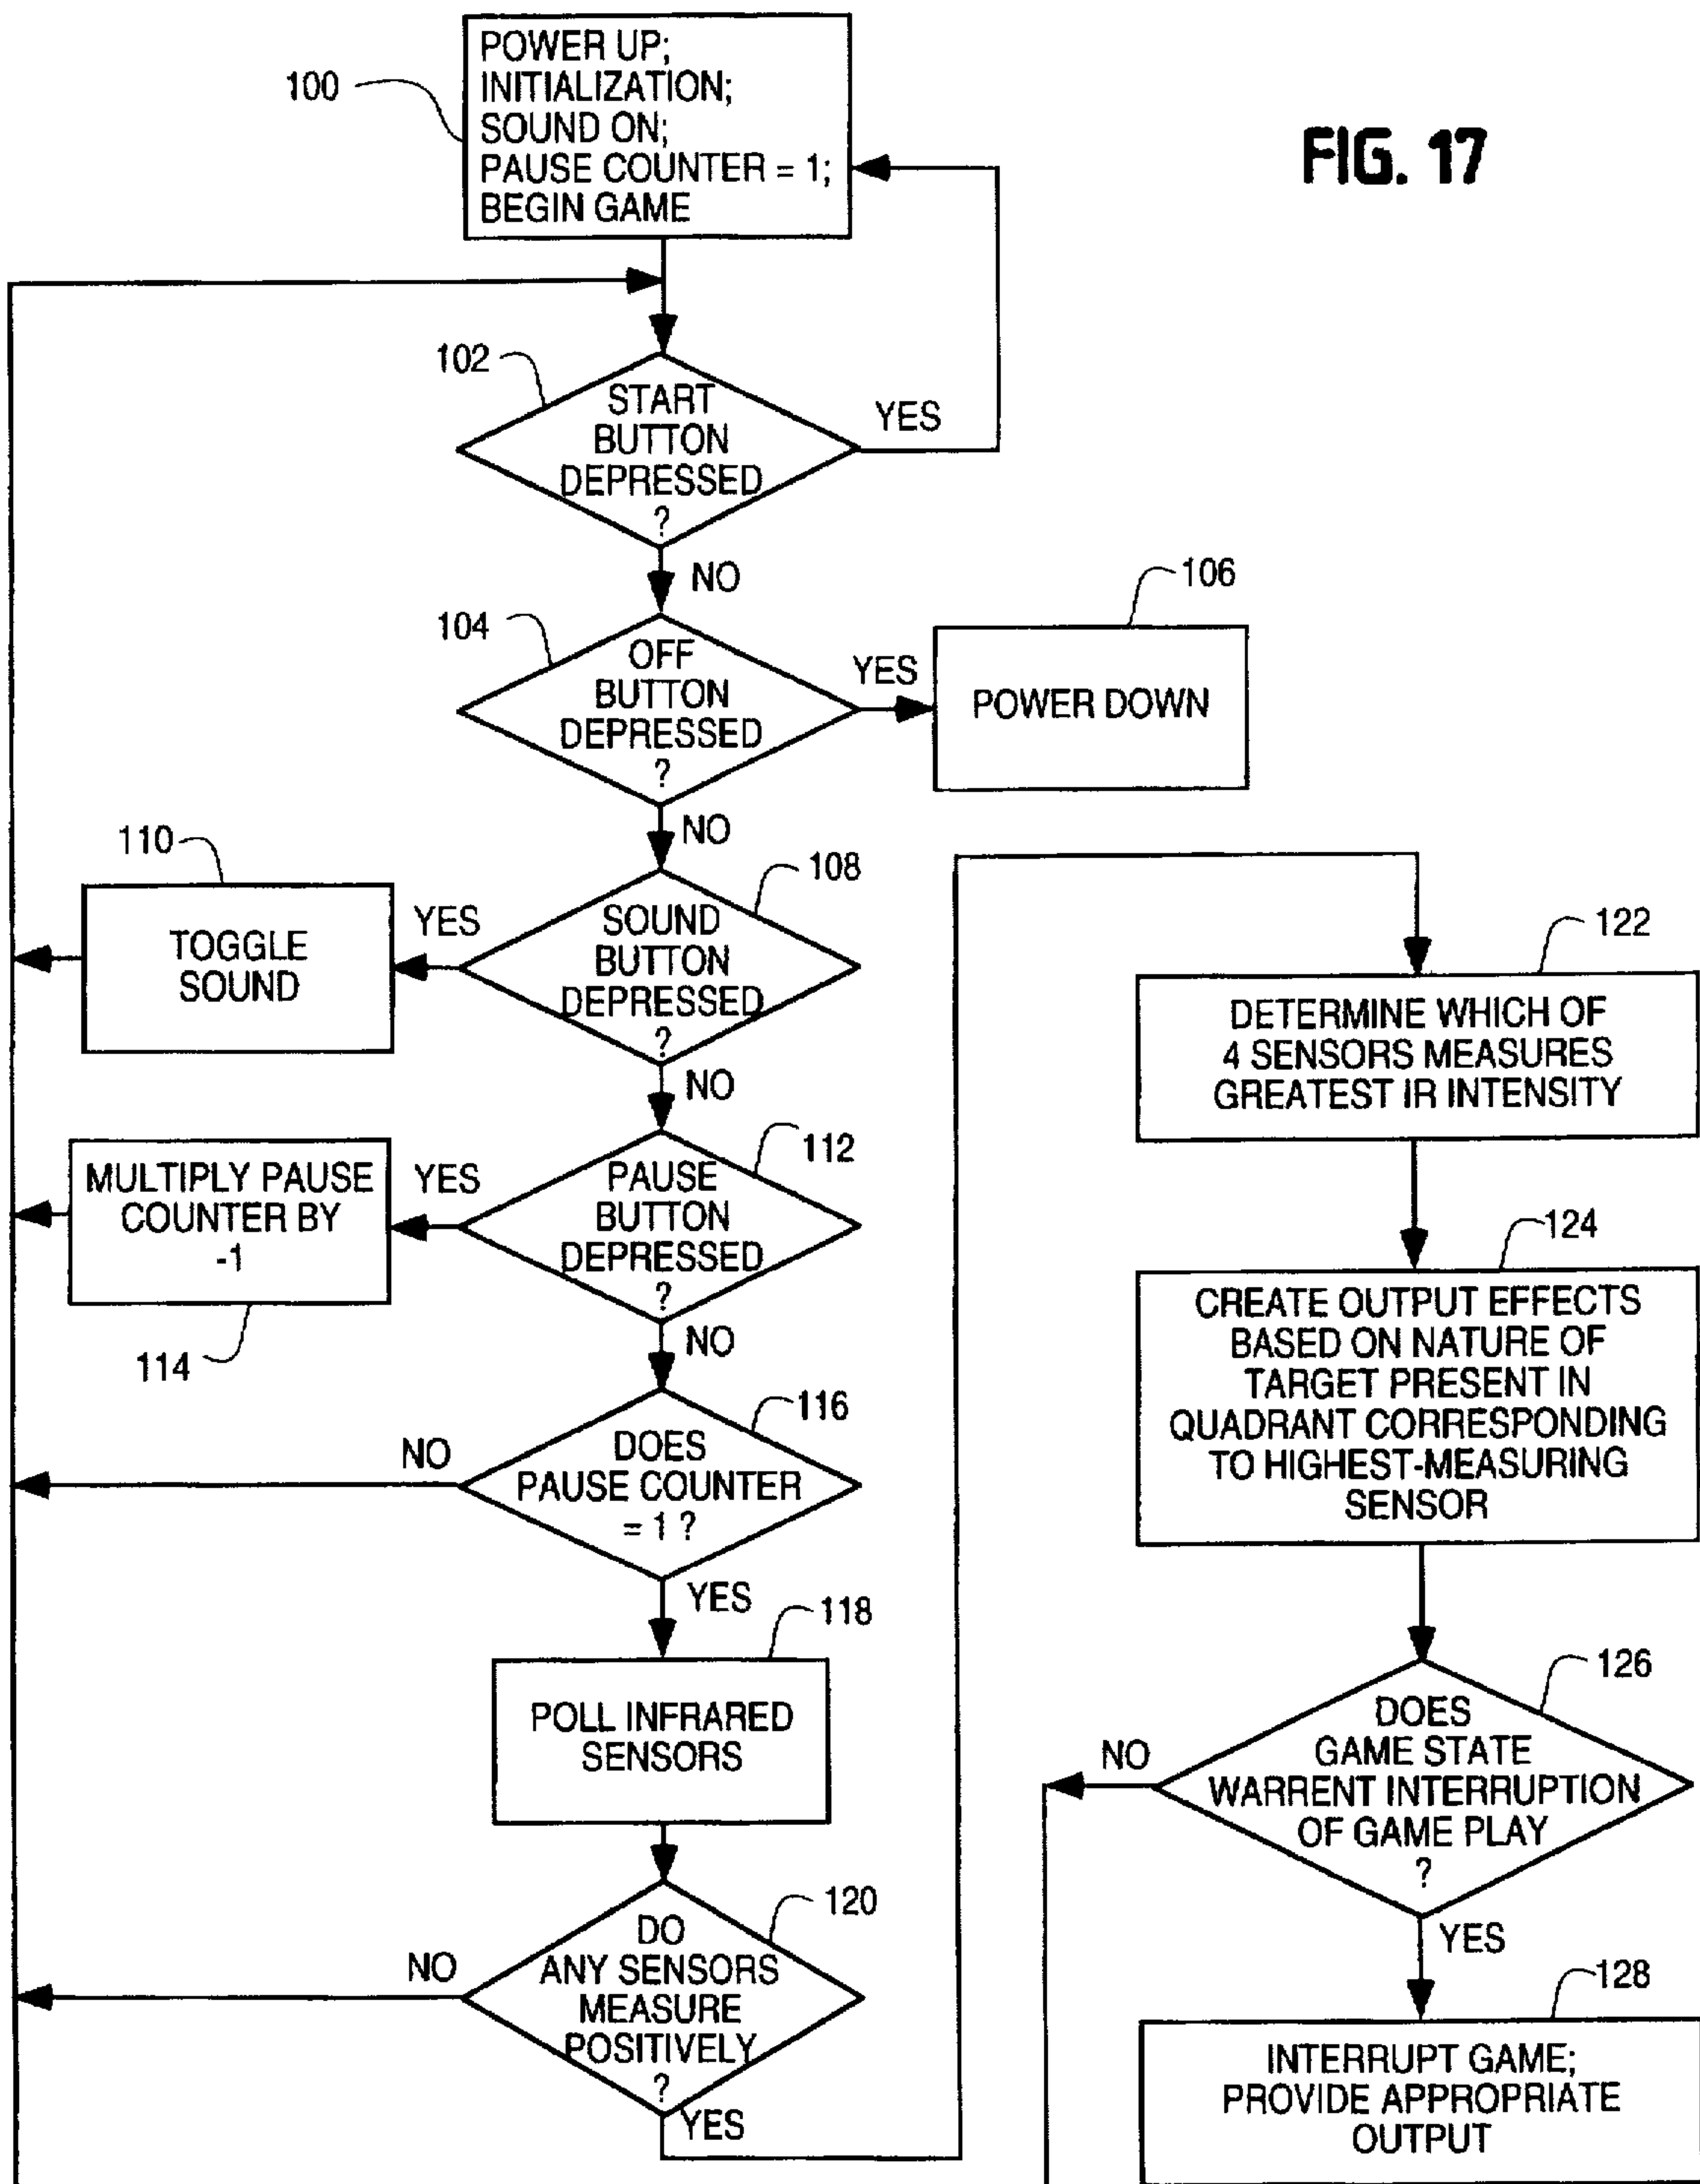 FIG. 17
100
POWER UP;
INITIALIZATION;
SOUND ON;
PAUSE COUNTER = 1;
BEGIN GAME
102
START
BUTTON
DEPRESSED
?
YES
NO
104
OFF
BUTTON
DEPRESSED
?
YES
106
POWER DOWN
NO
108
SOUND
BUTTON
DEPRESSED
?
YES
110
TOGGLE
SOUND
NO
112
PAUSE
BUTTON
DEPRESSED
?
YES
MULTIPLY PAUSE
COUNTER BY
-1
114
NO
116
DOES
PAUSE COUNTER
= 1 ?
NO
YES
118
POLL INFRARED
SENSORS
120
DO
ANY SENSORS
MEASURE
POSITIVELY
?
NO
YES
122
DETERMINE WHICH OF
4 SENSORS MEASURES
GREATEST IR INTENSITY
124
CREATE OUTPUT EFFECTS
BASED ON NATURE OF
TARGET PRESENT IN
QUADRANT CORRESPONDING
TO HIGHEST-MEASURING
SENSOR
126
DOES
GAME STATE
WARRENT INTERRUPTION
OF GAME PLAY
?
NO
YES
128
INTERRUPT GAME;
PROVIDE APPROPRIATE
OUTPUT